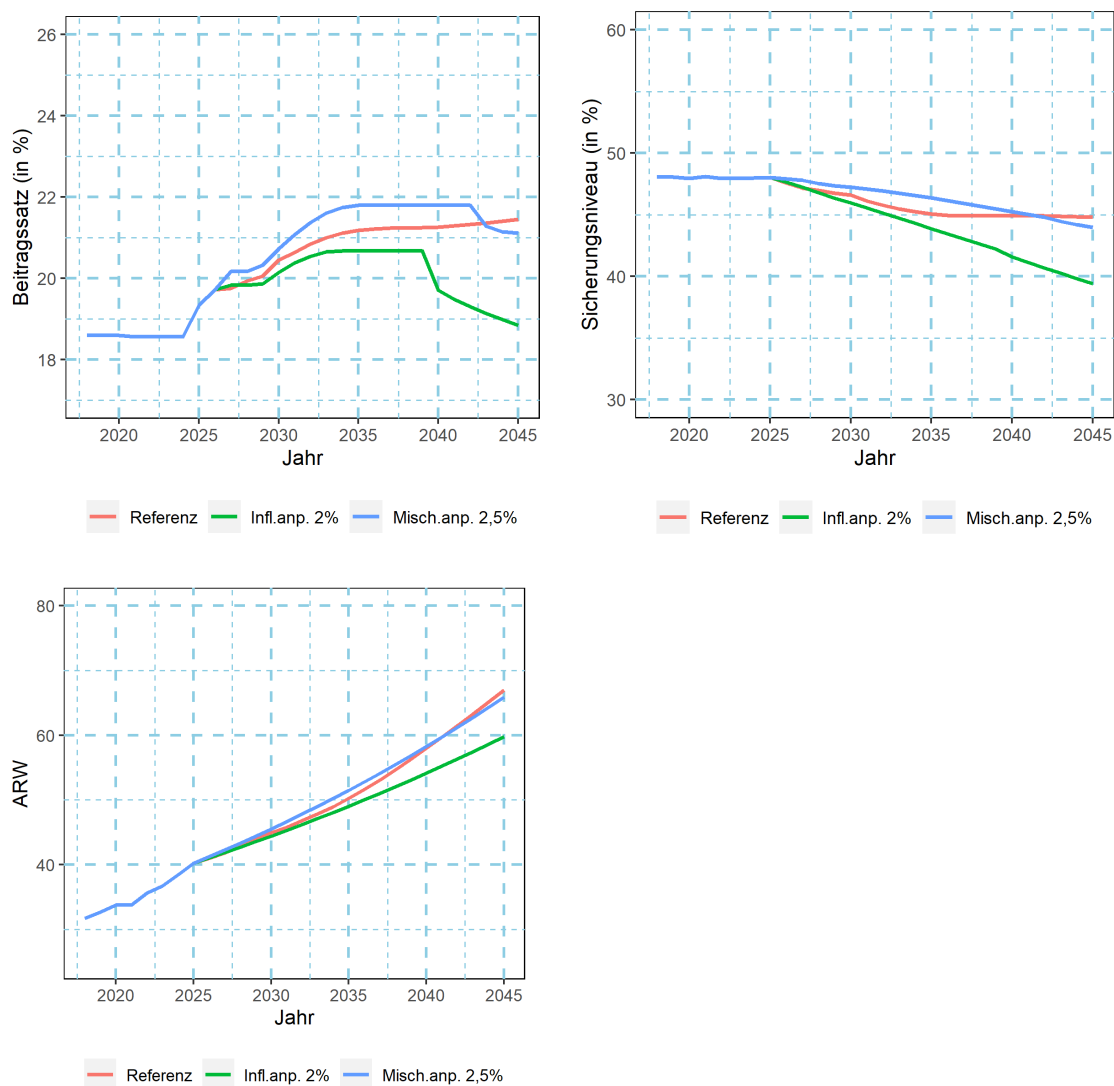 Beitragssatz (in %)
26
24
22
20
18
2020 2025 2030 2035 2040 2045
Jahr
Referenz Infl.anp. 2% Misch.anp. 2,5%
Sicherungsniveau (in %)
60
50
40
30
2020 2025 2030 2035 2040 2045
Jahr
Referenz Infl.anp. 2% Misch.anp. 2,5%
ARW
80
60
40
2020 2025 2030 2035 2040 2045
Jahr
Referenz Infl.anp. 2% Misch.anp. 2,5%